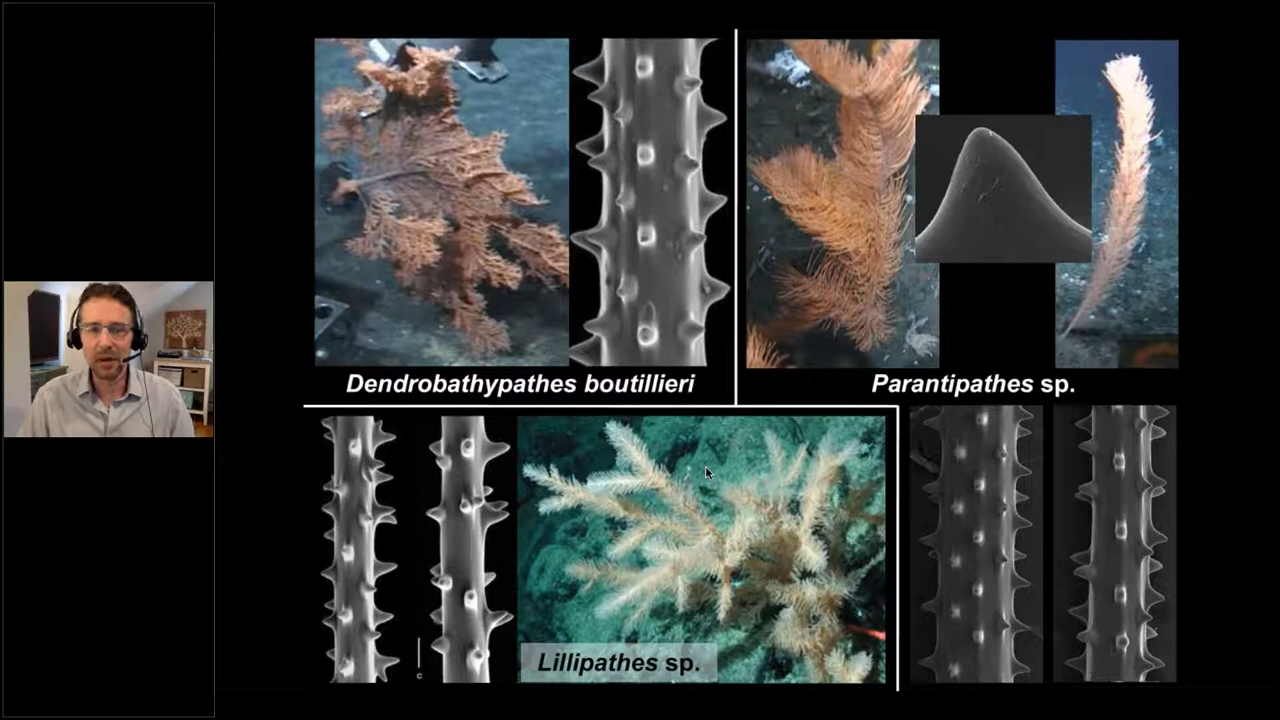 Dendrobathypathes boutillieri
Parantipathes sp.
Lillipathes sp.